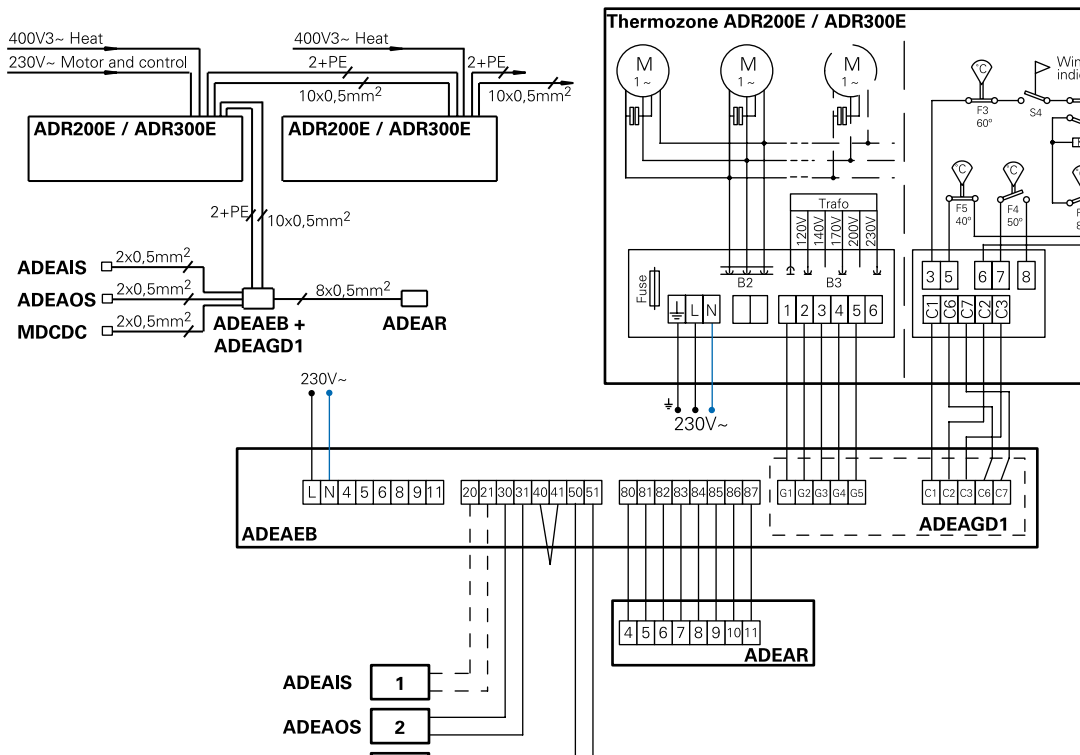 400V3~ Heat
230V~ Motor and control
400V3~ Heat
2+PE
10x0,5mm²
2+PE
10x0,5mm²
ADR200E / ADR300E
ADR200E / ADR300E
2+PE
10x0,5mm²
ADEAIS
2x0,5mm²
ADEAOS
2x0,5mm²
MDCDC
2x0,5mm²
8x0,5mm²
ADEAEB +
ADEAGD1
ADEAR
Thermozone ADR200E / ADR300E
M
1~
M
1~
M
1~
°C
F3
60°
S4
°C
F5
40°
°C
F4
50°
Trafo
120V
140V
170V
200V
230V
Fuse
B2
B3
L N
1 2 3 4 5 6
3 5 6 7 8
C1 C6 C7 C2 C3
230V~
230V~
L N 4 5 6 8 9 11
20 21 30 31 40 41 50 51
80 81 82 83 84 85 86 87
G1 G2 G3 G4 G5
C1 C2 C3 C6 C7
ADEAEB
ADEAGD1
4 5 6 7 8 9 10 11
ADEAR
ADEAIS 1
ADEAOS 2